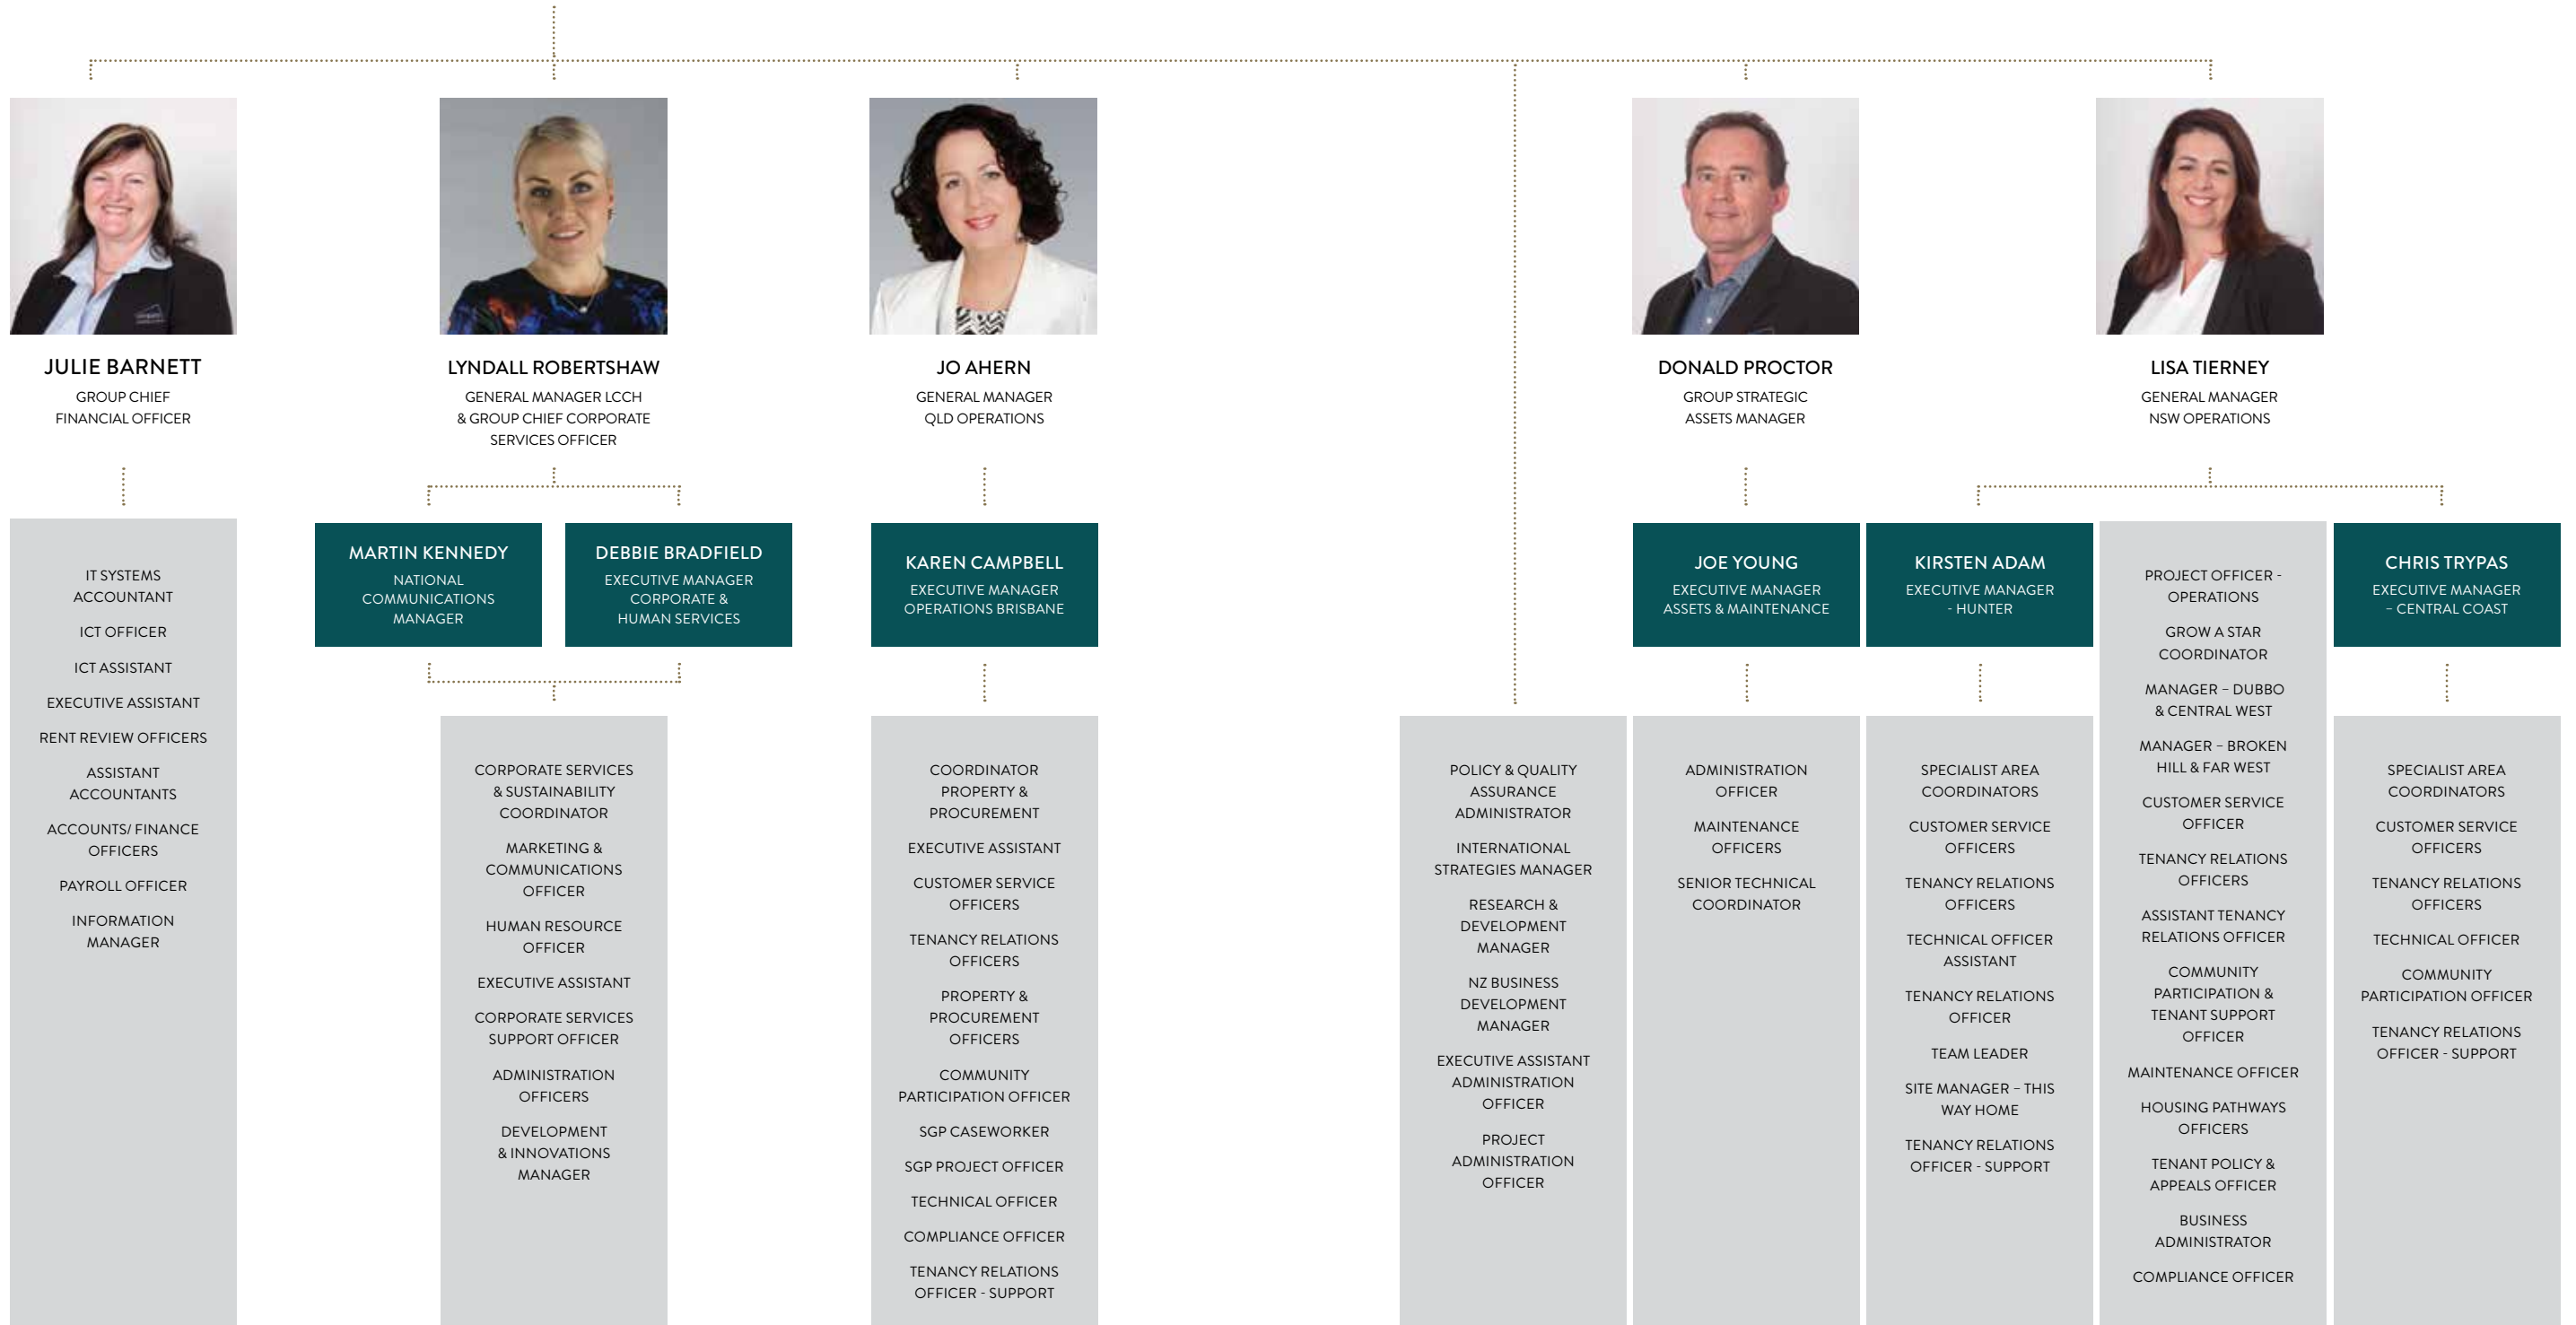 JULIE BARNETT
GROUP CHIEF
FINANCIAL OFFICER
IT SYSTEMS
ACCOUNTANT
ICT OFFICER
ICT ASSISTANT
EXECUTIVE ASSISTANT
RENT REVIEW OFFICERS
ASSISTANT
ACCOUNTANTS
ACCOUNTS/ FINANCE
OFFICERS
PAYROLL OFFICER
INFORMATION
MANAGER
LYNDALL ROBERTSHAW
GENERAL MANAGER LCCH
& GROUP CHIEF CORPORATE
SERVICES OFFICER
MARTIN KENNEDY
NATIONAL
COMMUNICATIONS
MANAGER
DEBBIE BRADFIELD
EXECUTIVE MANAGER
CORPORATE &
HUMAN SERVICES
CORPORATE SERVICES
& SUSTAINABILITY
COORDINATOR
MARKETING &
COMMUNICATIONS
OFFICER
HUMAN RESOURCE
OFFICER
EXECUTIVE ASSISTANT
CORPORATE SERVICES
SUPPORT OFFICER
ADMINISTRATION
OFFICERS
DEVELOPMENT
& INNOVATIONS
MANAGER
JO AHERN
GENERAL MANAGER
QLD OPERATIONS
KAREN CAMPBELL
EXECUTIVE MANAGER
OPERATIONS BRISBANE
COORDINATOR
PROPERTY &
PROCUREMENT
EXECUTIVE ASSISTANT
CUSTOMER SERVICE
OFFICERS
TENANCY RELATIONS
OFFICERS
PROPERTY &
PROCUREMENT
OFFICERS
COMMUNITY
PARTICIPATION OFFICER
SGP CASEWORKER
SGP PROJECT OFFICER
TECHNICAL OFFICER
COMPLIANCE OFFICER
TENANCY RELATIONS
OFFICER - SUPPORT
POLICY & QUALITY
ASSURANCE
ADMINISTRATOR
INTERNATIONAL
STRATEGIES MANAGER
RESEARCH &
DEVELOPMENT
MANAGER
NZ BUSINESS
DEVELOPMENT
MANAGER
EXECUTIVE ASSISTANT
ADMINISTRATION
OFFICER
PROJECT
ADMINISTRATION
OFFICER
DONALD PROCTOR
GROUP STRATEGIC
ASSETS MANAGER
JOE YOUNG
EXECUTIVE MANAGER
ASSETS & MAINTENANCE
ADMINISTRATION
OFFICER
MAINTENANCE
OFFICERS
SENIOR TECHNICAL
COORDINATOR
LISA TIERNEY
GENERAL MANAGER
NSW OPERATIONS
KIRSTEN ADAM
EXECUTIVE MANAGER
- HUNTER
SPECIALIST AREA
COORDINATORS
CUSTOMER SERVICE
OFFICERS
TENANCY RELATIONS
OFFICERS
TECHNICAL OFFICER
ASSISTANT
TENANCY RELATIONS
OFFICER
TEAM LEADER
SITE MANAGER – THIS
WAY HOME
TENANCY RELATIONS
OFFICER - SUPPORT
PROJECT OFFICER -
OPERATIONS
GROW A STAR
COORDINATOR
MANAGER – DUBBO
& CENTRAL WEST
MANAGER – BROKEN
HILL & FAR WEST
CUSTOMER SERVICE
OFFICER
TENANCY RELATIONS
OFFICERS
ASSISTANT TENANCY
RELATIONS OFFICER
COMMUNITY
PARTICIPATION &
TENANT SUPPORT
OFFICER
MAINTENANCE OFFICER
HOUSING PATHWAYS
OFFICERS
TENANT POLICY &
APPEALS OFFICER
BUSINESS
ADMINISTRATOR
COMPLIANCE OFFICER
CHRIS TRYPAS
EXECUTIVE MANAGER
– CENTRAL COAST
SPECIALIST AREA
COORDINATORS
CUSTOMER SERVICE
OFFICERS
TENANCY RELATIONS
OFFICERS
TECHNICAL OFFICER
COMMUNITY
PARTICIPATION OFFICER
TENANCY RELATIONS
OFFICER - SUPPORT